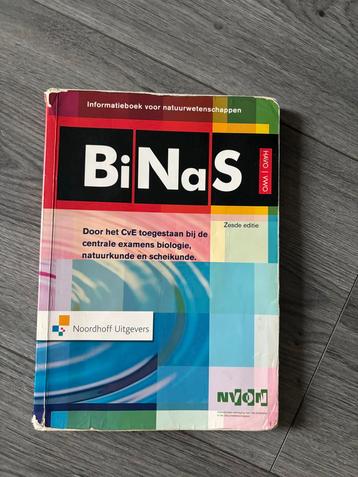 Informatieboek voor natuurwetenschappen
BiNaS
HAVO | VWO
Zesde editie
Door het CvE toegestaan bij de
centrale examens biologie,
natuurkunde en scheikunde.
Noordhoff Uitgevers
NVON